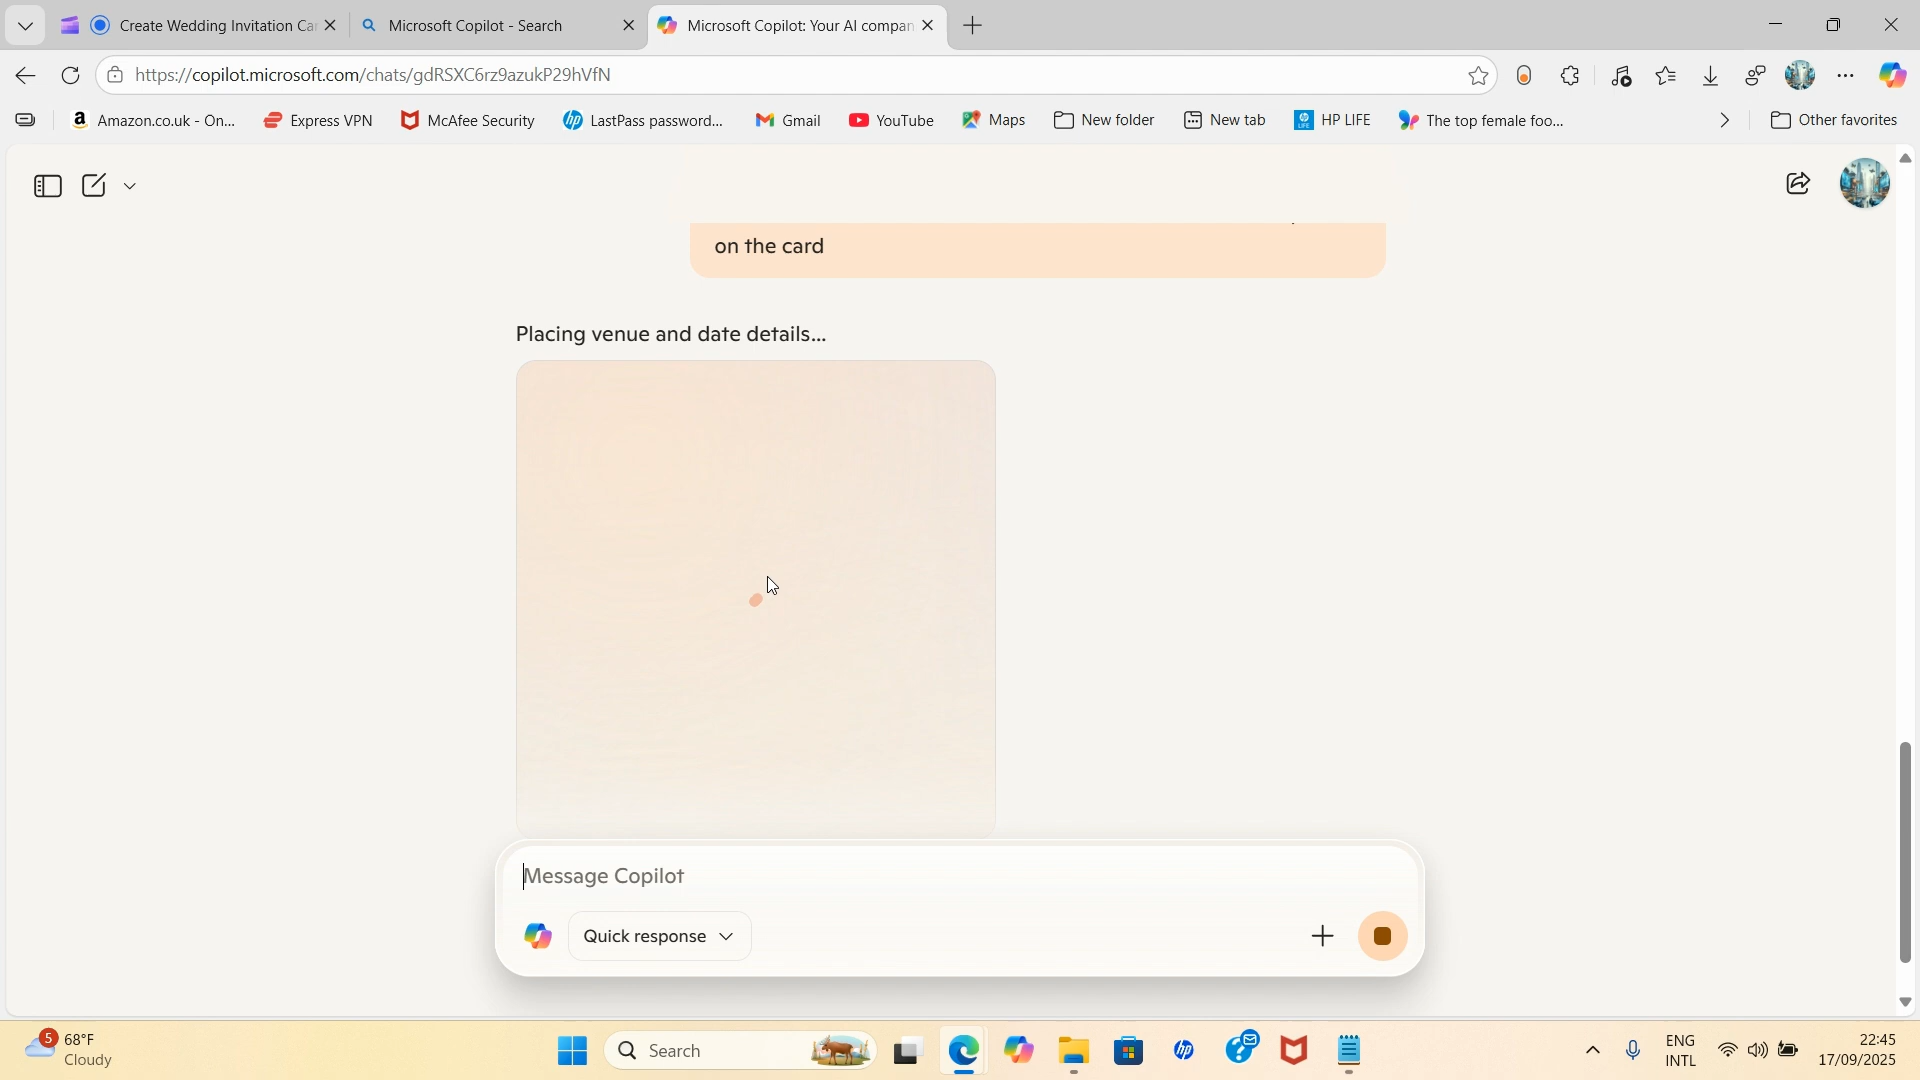 Create Wedding Invitation Ca
Microsoft Copilot - Search
Microsoft Copilot: Your AI compan
https://copilot.microsoft.com/chats/gdRSXC6rz9azukP29hVfN
Amazon.co.uk - On...
Express VPN
McAfee Security
LastPass password...
Gmail
YouTube
Maps
New folder
New tab
HP LIFE
The top female foo...
Other favorites
on the card
Placing venue and date details...
Message Copilot
Quick response
5
68°F
Cloudy
Search
ENG
INTL
22:45
17/09/2025